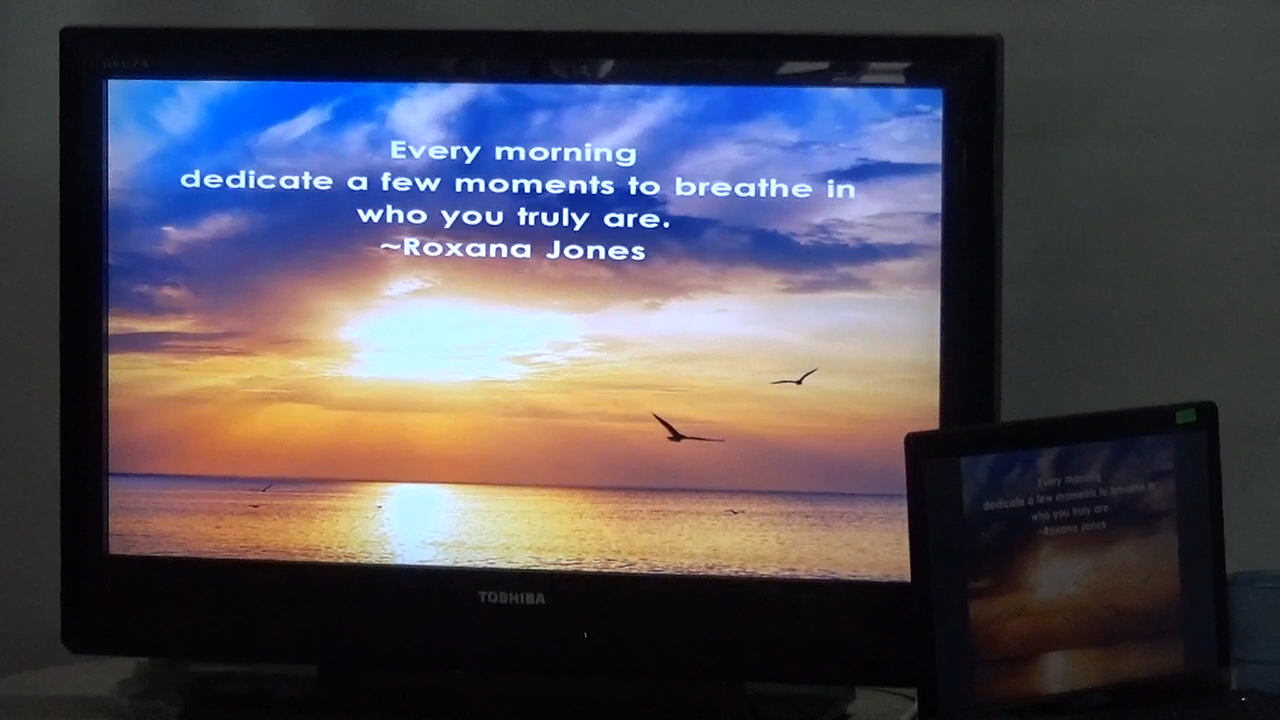 Every morning
dedicate a few moments to breathe in
who you truly are.
~Roxana Jones
TOSHIBA
Every morning
dedicate a few moments to breathe in
who you truly are.
~Roxana Jones